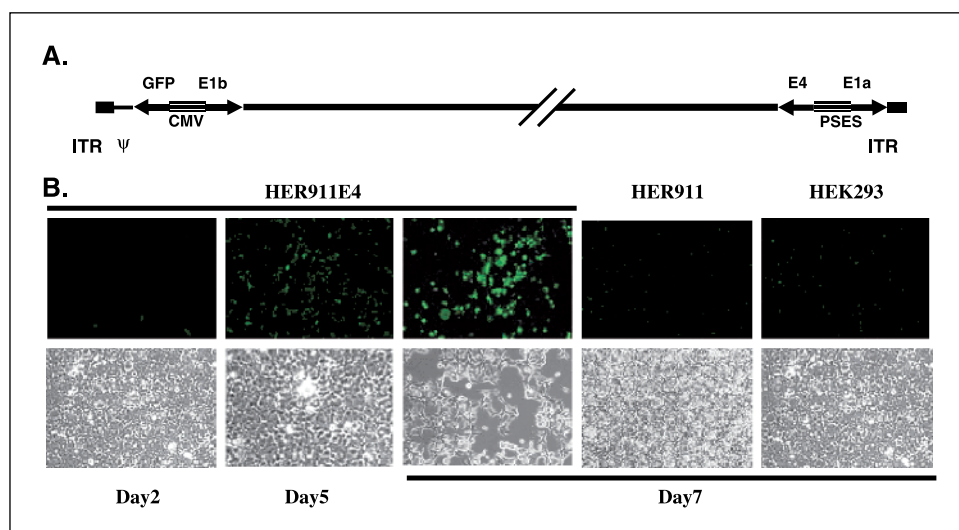 A.
GFP E1b E4 E1a
CMV PSES
ITR ψ ITR
B.
HER911E4 HER911 HEK293
Day2 Day5 Day7